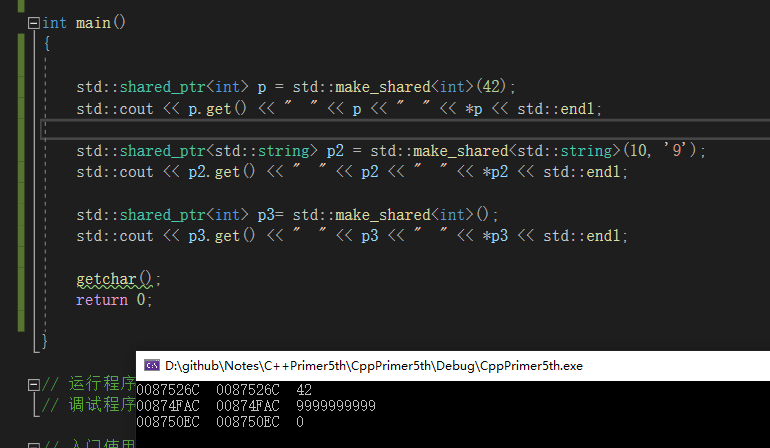 int main()
{
std::shared_ptr<int> p = std::make_shared<int>(42);
std::cout << p.get() << "  " << p << "  " << *p << std::endl;
std::shared_ptr<std::string> p2 = std::make_shared<std::string>(10, '9');
std::cout << p2.get() << "  " << p2 << "  " << *p2 << std::endl;
std::shared_ptr<int> p3= std::make_shared<int>();
std::cout << p3.get() << "  " << p3 << "  " << *p3 << std::endl;
getchar();
return 0;
}
D:\github\Notes\C++Primer5th\CppPrimer5th\Debug\CppPrimer5th.exe
// 运行程序
0087526C  0087526C  42
// 调试程序
00874FAC  00874FAC  9999999999
008750EC  008750EC  0
// 入门使用